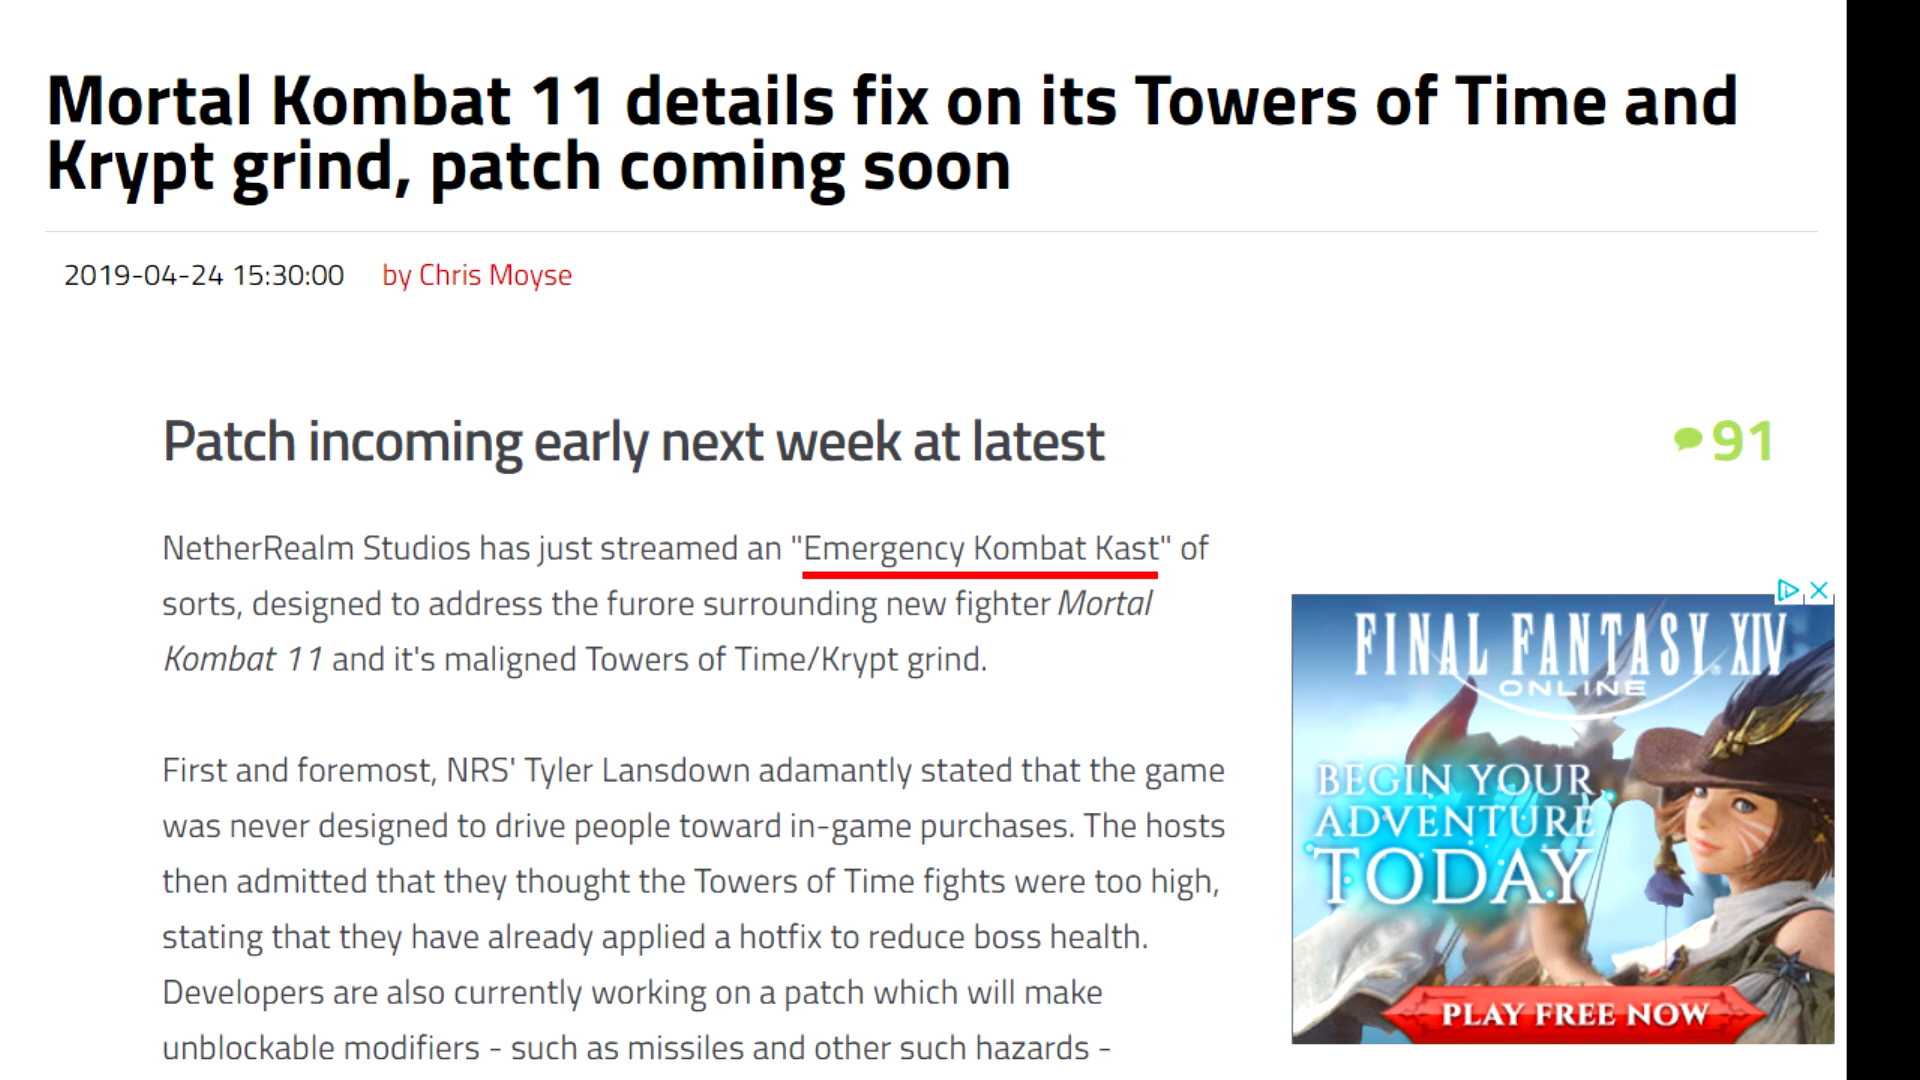 Mortal Kombat 11 details fix on its Towers of Time and
Krypt grind, patch coming soon
2019-04-24 15:30:00 by Chris Moyse
Patch incoming early next week at latest
91
NetherRealm Studios has just streamed an "Emergency Kombat Kast" of
sorts, designed to address the furore surrounding new fighter Mortal
Kombat 11 and it's maligned Towers of Time/Krypt grind.
First and foremost, NRS' Tyler Lansdown adamantly stated that the game
was never designed to drive people toward in-game purchases. The hosts
then admitted that they thought the Towers of Time fights were too high,
stating that they have already applied a hotfix to reduce boss health.
Developers are also currently working on a patch which will make
unblockable modifiers - such as missiles and other such hazards -
FINAL FANTASY XIV
ONLINE
BEGIN YOUR
ADVENTURE
TODAY
PLAY FREE NOW